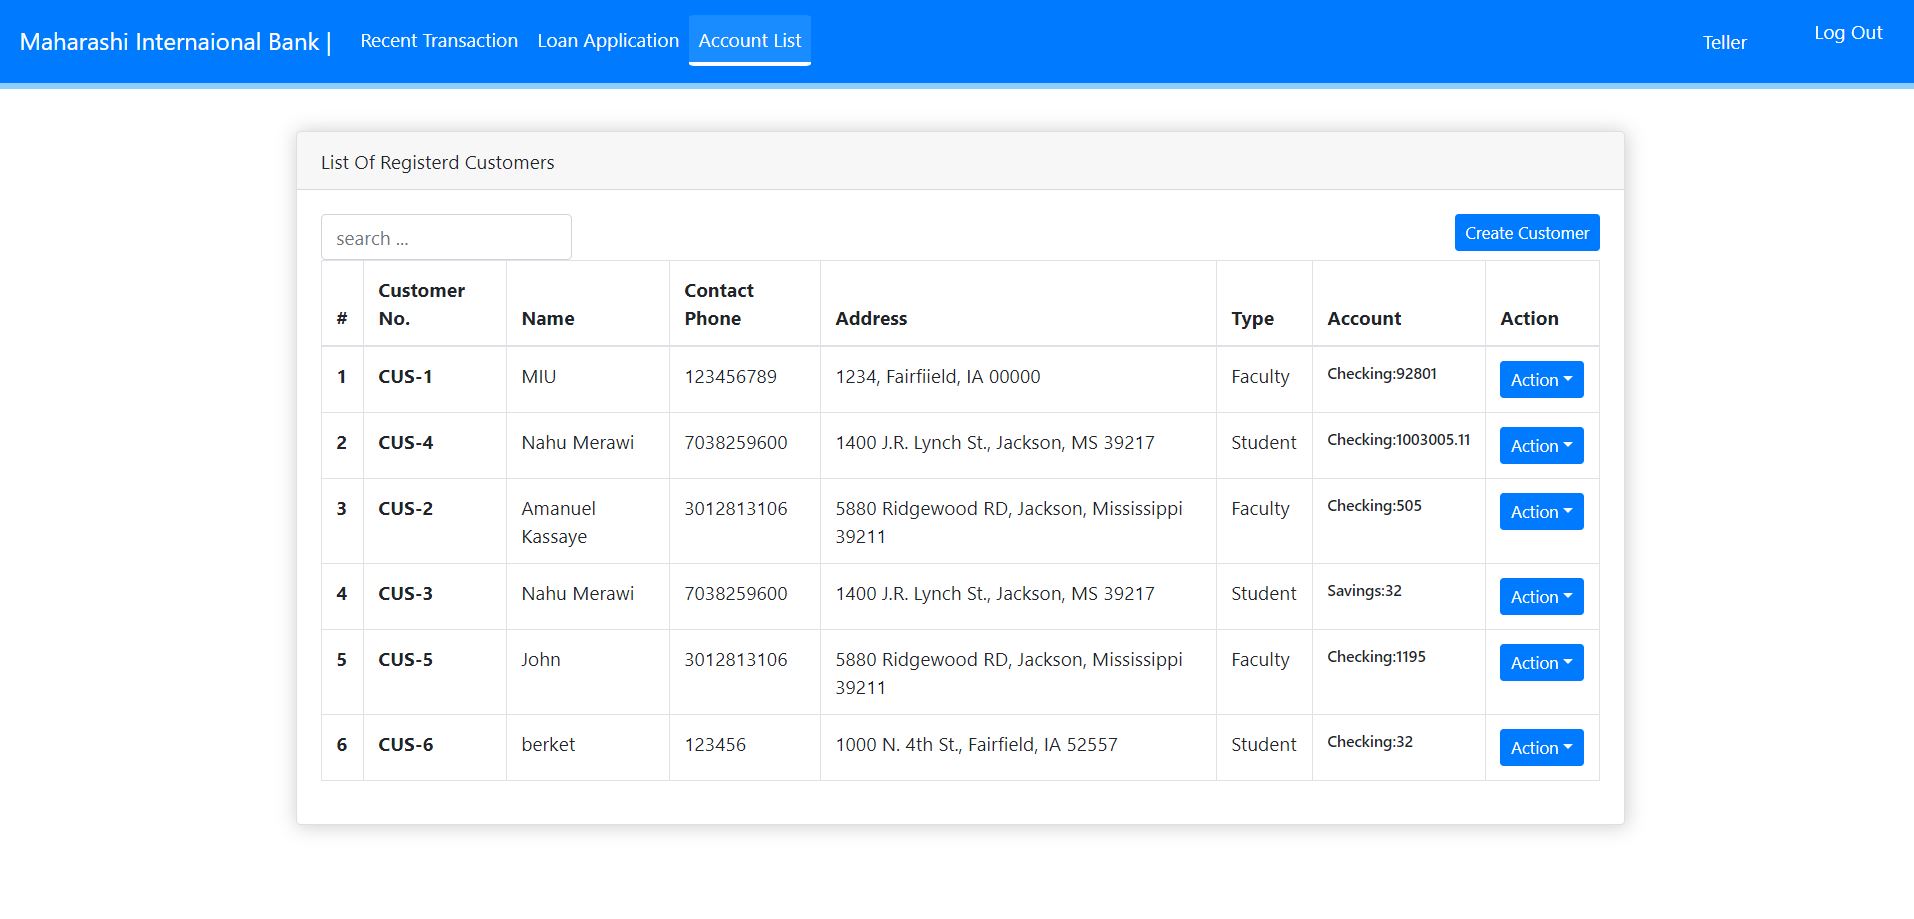 Maharashi Internaional Bank | Recent Transaction Loan Application Account List Teller Log Out
List Of Registerd Customers
search ... Create Customer
# Customer No. Name Contact Phone Address Type Account Action
1 CUS-1 MIU 123456789 1234, Fairfiield, IA 00000 Faculty Checking:92801 Action
2 CUS-4 Nahu Merawi 7038259600 1400 J.R. Lynch St., Jackson, MS 39217 Student Checking:1003005.11 Action
3 CUS-2 Amanuel Kassaye 3012813106 5880 Ridgewood RD, Jackson, Mississippi 39211 Faculty Checking:505 Action
4 CUS-3 Nahu Merawi 7038259600 1400 J.R. Lynch St., Jackson, MS 39217 Student Savings:32 Action
5 CUS-5 John 3012813106 5880 Ridgewood RD, Jackson, Mississippi 39211 Faculty Checking:1195 Action
6 CUS-6 berket 123456 1000 N. 4th St., Fairfield, IA 52557 Student Checking:32 Action